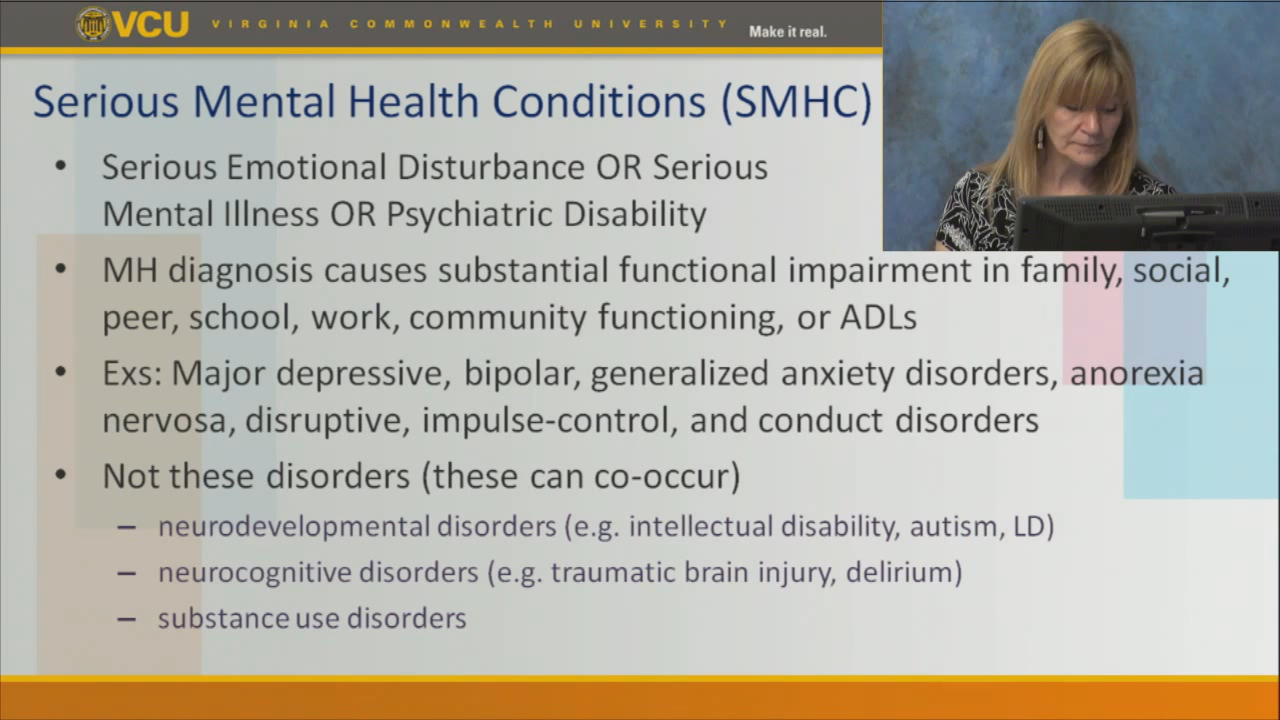 VCU VIRGINIA COMMONWEALTH UNIVERSITY Make it real.
Serious Mental Health Conditions (SMHC)
• Serious Emotional Disturbance OR Serious
Mental Illness OR Psychiatric Disability
• MH diagnosis causes substantial functional impairment in family, social,
peer, school, work, community functioning, or ADLs
• Exs: Major depressive, bipolar, generalized anxiety disorders, anorexia
nervosa, disruptive, impulse-control, and conduct disorders
• Not these disorders (these can co-occur)
– neurodevelopmental disorders (e.g. intellectual disability, autism, LD)
– neurocognitive disorders (e.g. traumatic brain injury, delirium)
– substance use disorders